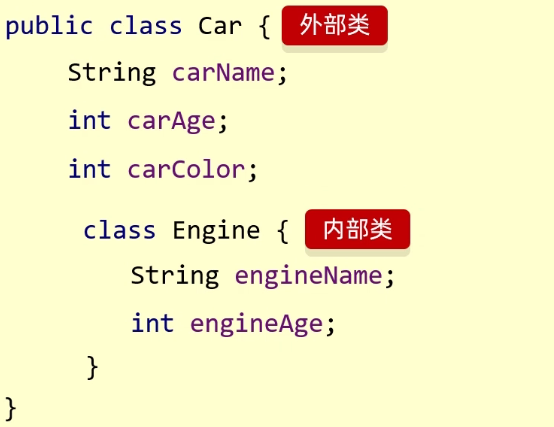 public class Car { 外部类
String carName;
int carAge;
int carColor;
class Engine { 内部类
String engineName;
int engineAge;
}
}